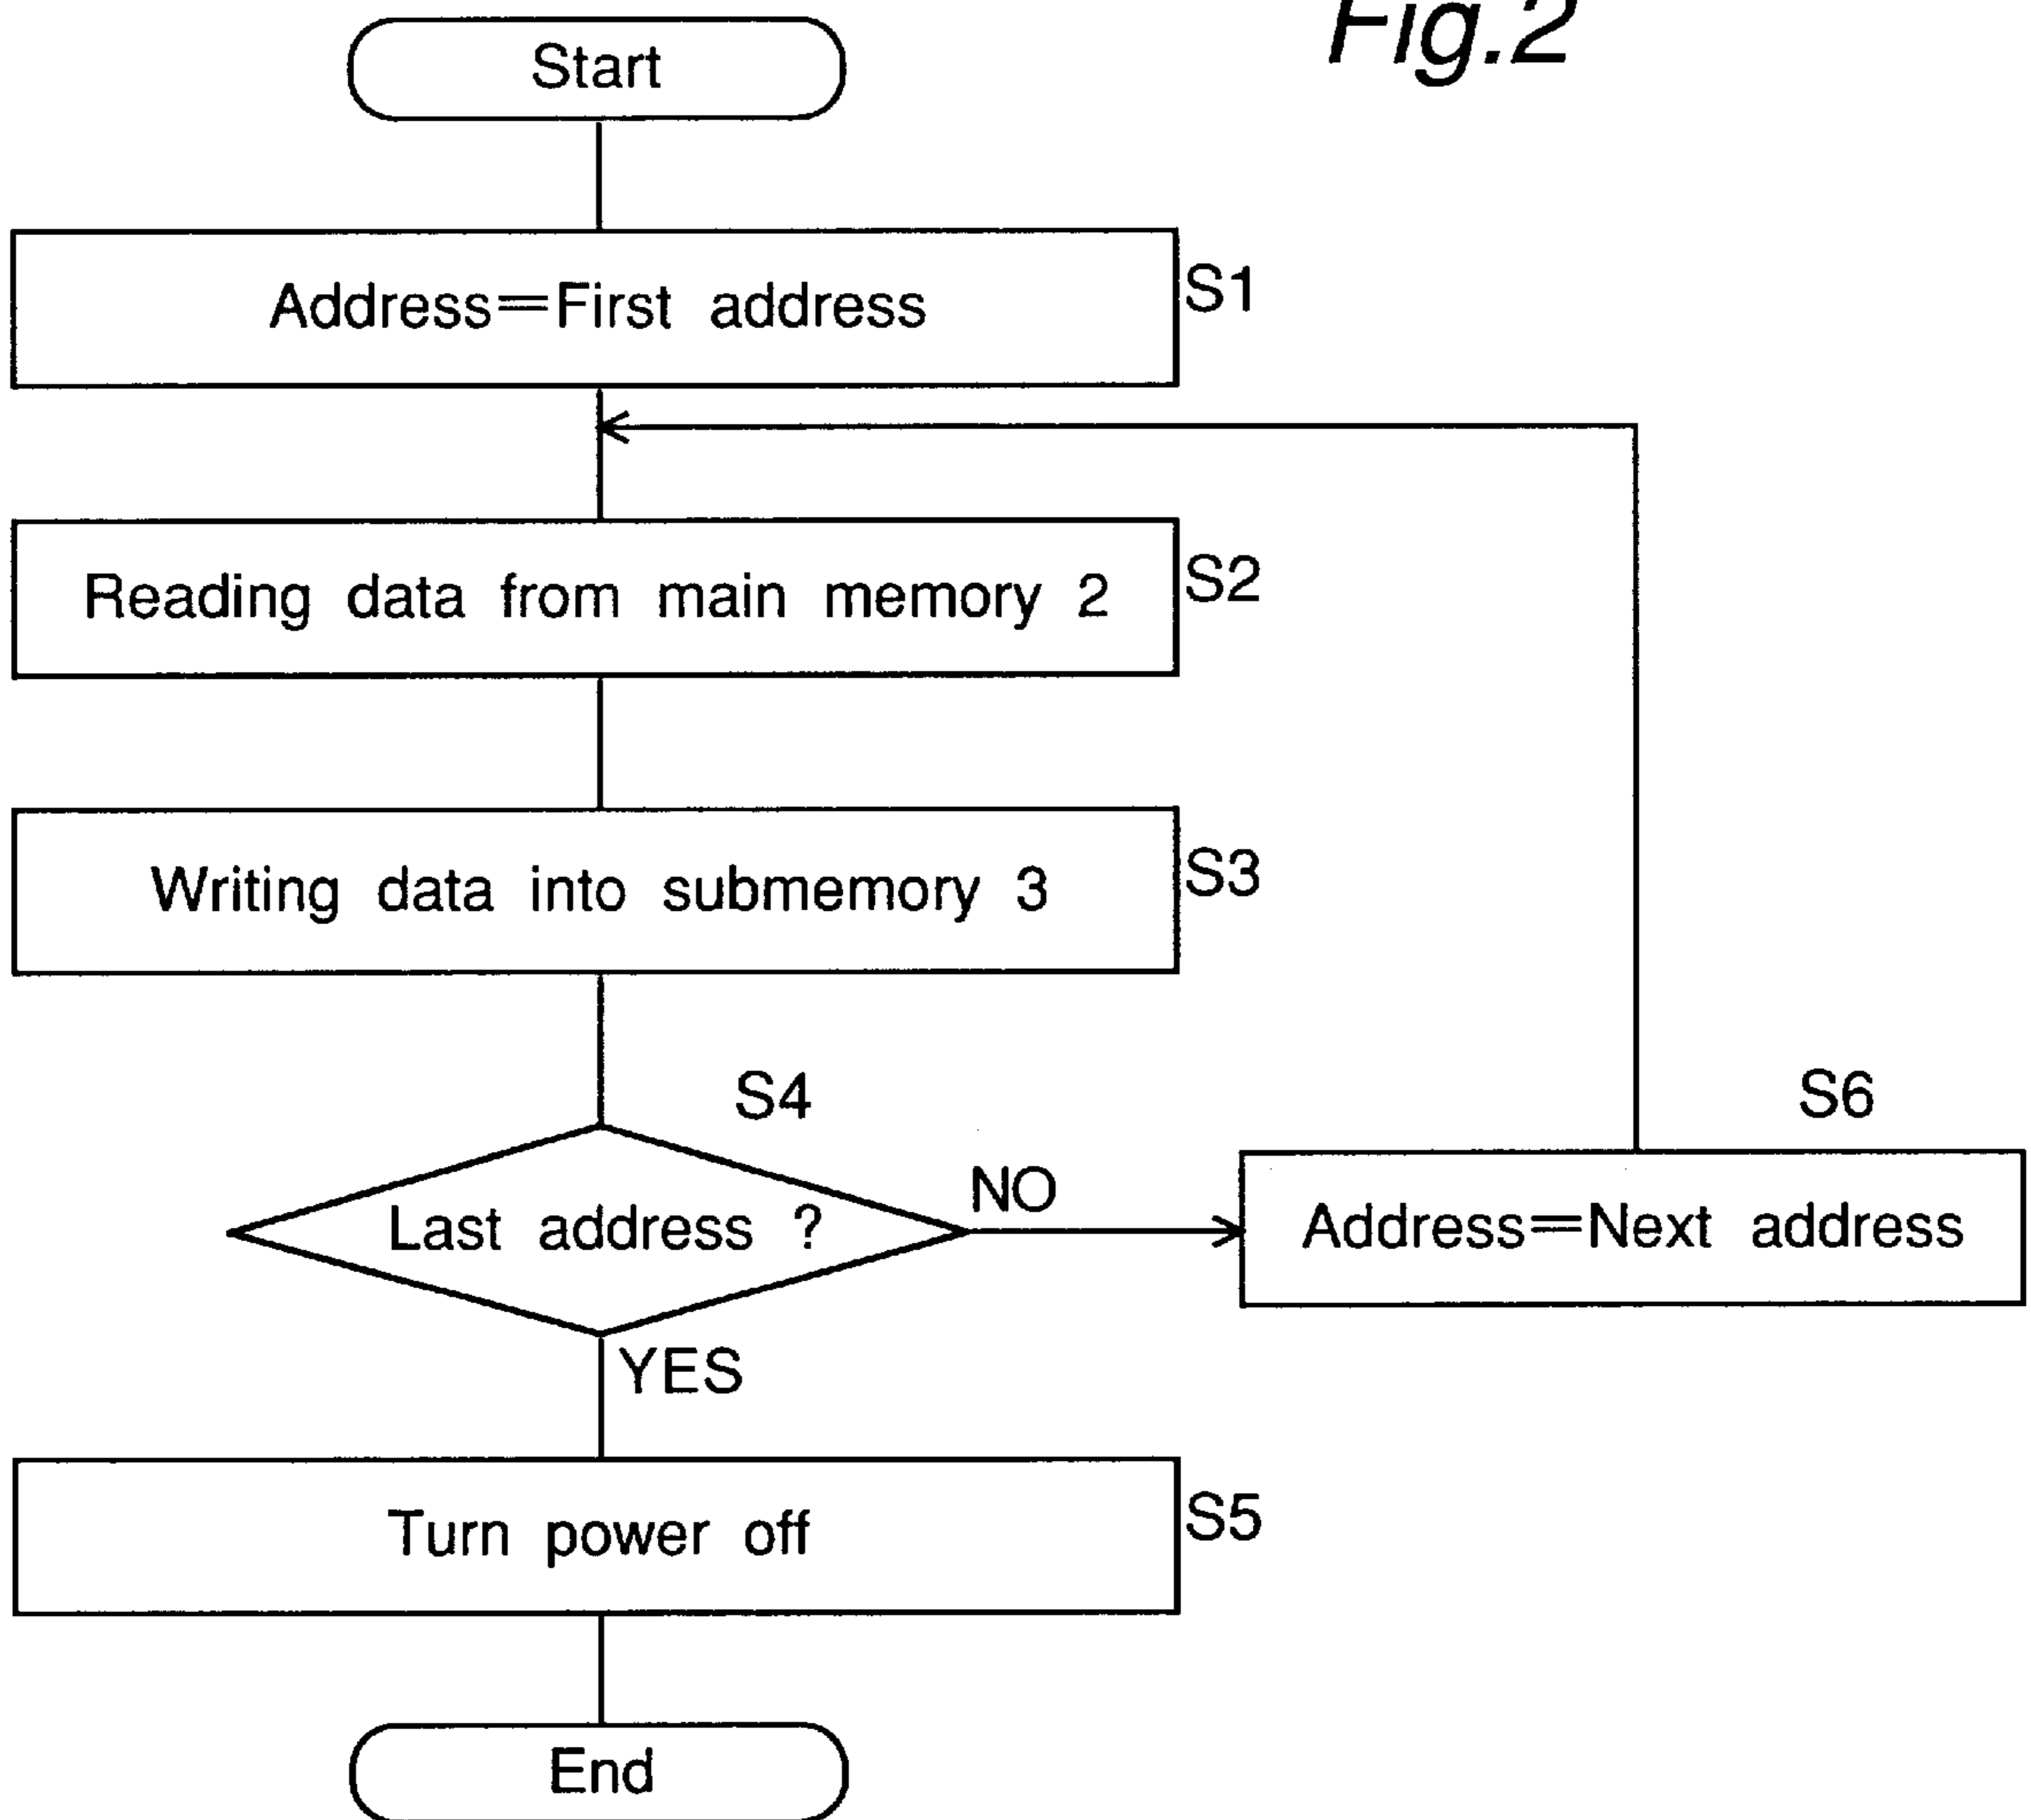 Fig.2
Start
Address=First address
S1
Reading data from main memory 2
S2
Writing data into submemory 3
S3
S4
Last address ?
NO
S6
Address=Next address
YES
Turn power off
S5
End